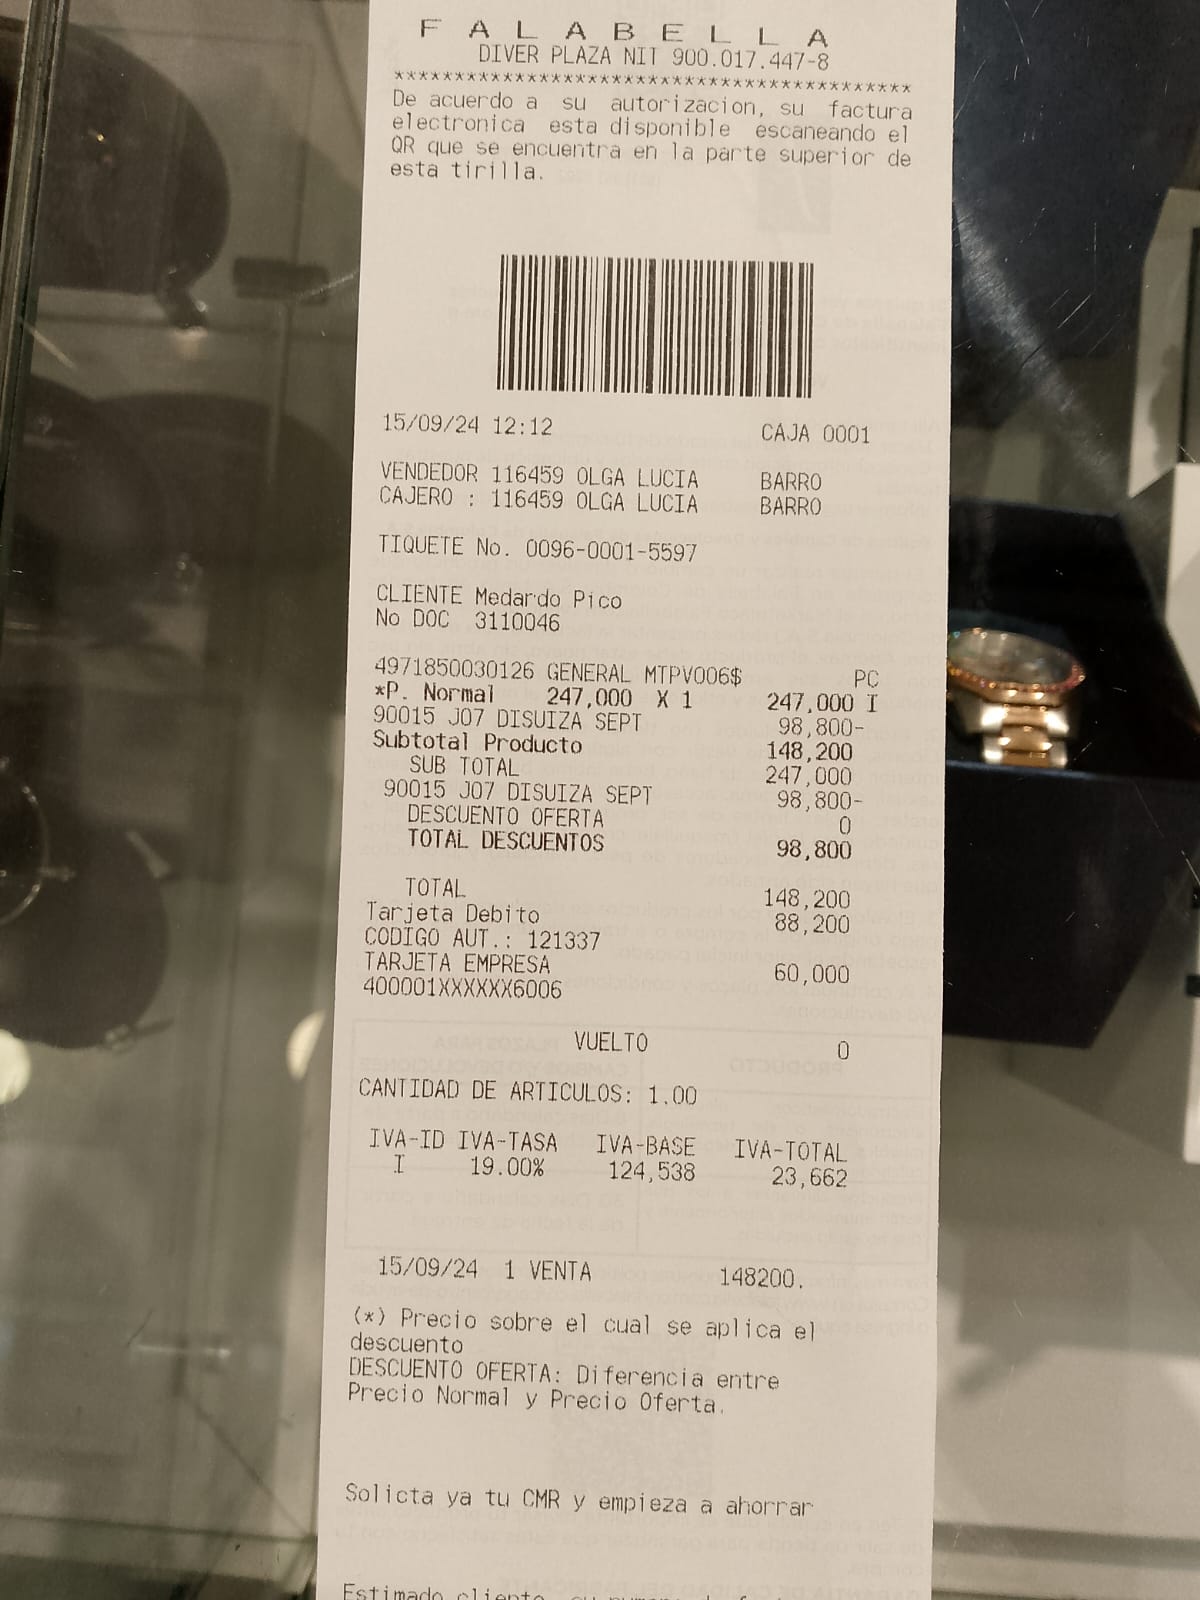 F A L A B E L L A
DIVER PLAZA NIT 900.017.447-8
*******************************************
De acuerdo a su autorizacion, su factura
electronica esta disponible escaneando el
QR que se encuentra en la parte superior de
esta tirilla.
15/09/24 12:12 CAJA 0001
VENDEDOR 116459 OLGA LUCIA BARRO
CAJERO : 116459 OLGA LUCIA BARRO
TIQUETE No. 0096-0001-5597
CLIENTE Medardo Pico
No DOC 3110046
4971850030126 GENERAL MTPV006$ PC
*P. Normal 247,000 X 1 247,000 I
90015 J07 DISUIZA SEPT 98,800-
Subtotal Producto 148,200
SUB TOTAL 247,000
90015 J07 DISUIZA SEPT 98,800-
DESCUENTO OFERTA 0
TOTAL DESCUENTOS 98,800
TOTAL 148,200
Tarjeta Debito 88,200
CODIGO AUT.: 121337
TARJETA EMPRESA 60,000
400001XXXXXX6006
VUELTO 0
CANTIDAD DE ARTICULOS: 1.00
IVA-ID IVA-TASA IVA-BASE IVA-TOTAL
I 19.00% 124,538 23,662
15/09/24 1 VENTA 148200.
(*) Precio sobre el cual se aplica el
descuento
DESCUENTO OFERTA: Diferencia entre
Precio Normal y Precio Oferta.
Solicta ya tu CMR y empieza a ahorrar
Estimado cliente, su numero de